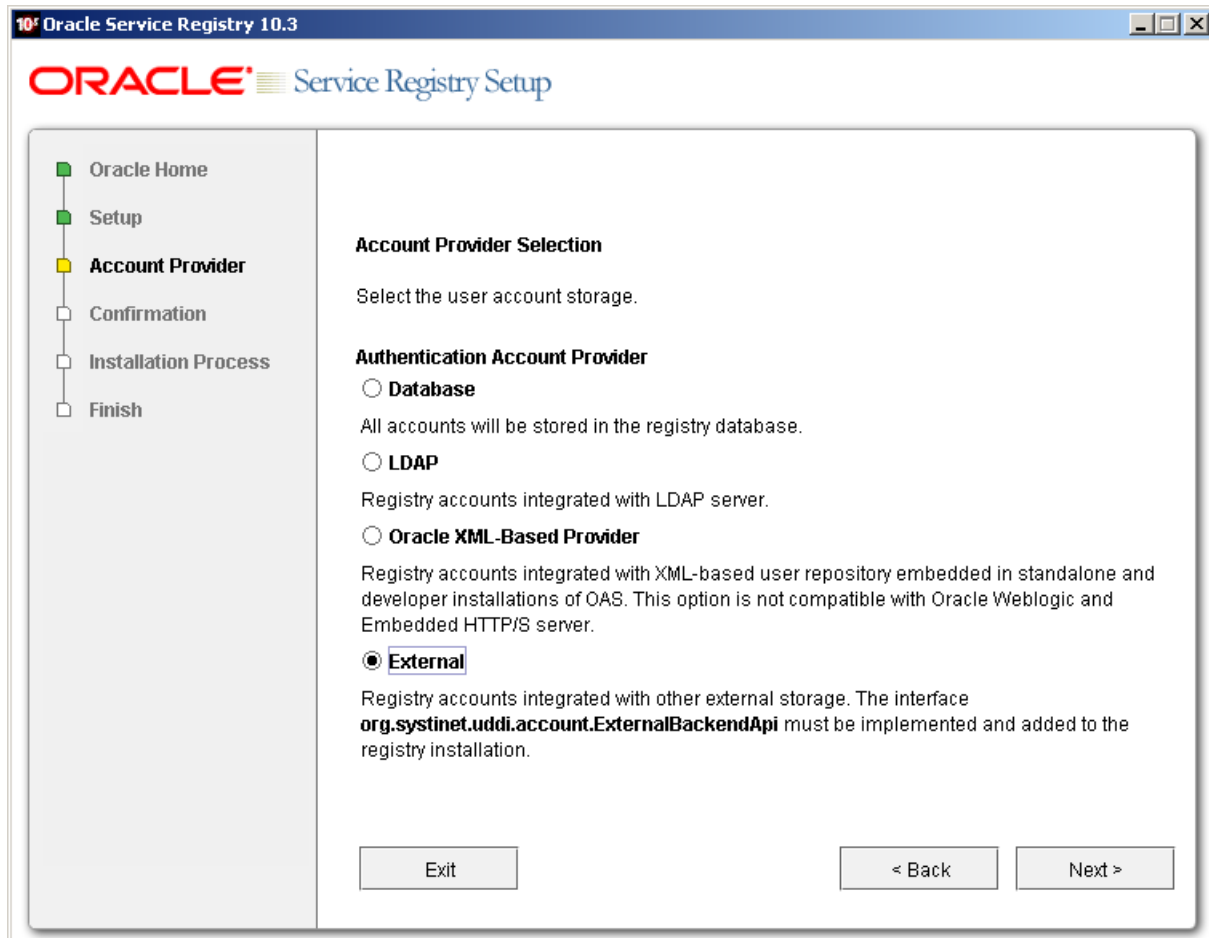 Oracle Service Registry 10.3
ORACLE Service Registry Setup
Oracle Home
Setup
Account Provider
Confirmation
Installation Process
Finish
Account Provider Selection
Select the user account storage.
Authentication Account Provider
Database
All accounts will be stored in the registry database.
LDAP
Registry accounts integrated with LDAP server.
Oracle XML-Based Provider
Registry accounts integrated with XML-based user repository embedded in standalone and
developer installations of OAS. This option is not compatible with Oracle Weblogic and
Embedded HTTP/S server.
External
Registry accounts integrated with other external storage. The interface
org.systinet.uddi.account.ExternalBackendApi must be implemented and added to the
registry installation.
Exit
< Back
Next >